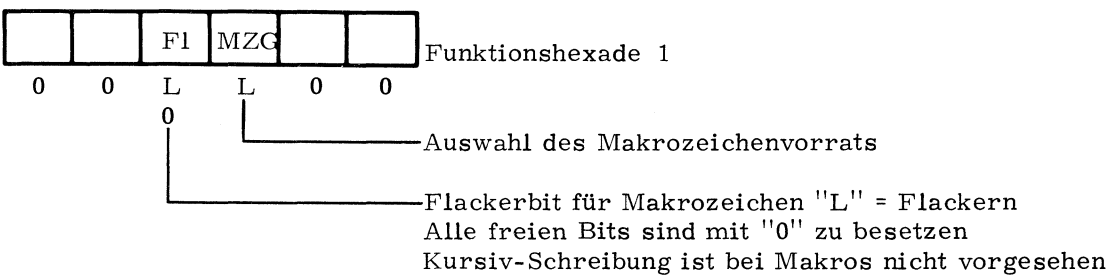 Fl MZG Funktionshexade 1
0 0 L L 0 0
0
Auswahl des Makrozeichenvorrats
Flackerbit für Makrozeichen "L" = Flackern
Alle freien Bits sind mit "0" zu besetzen
Kursiv-Schreibung ist bei Makros nicht vorgesehen